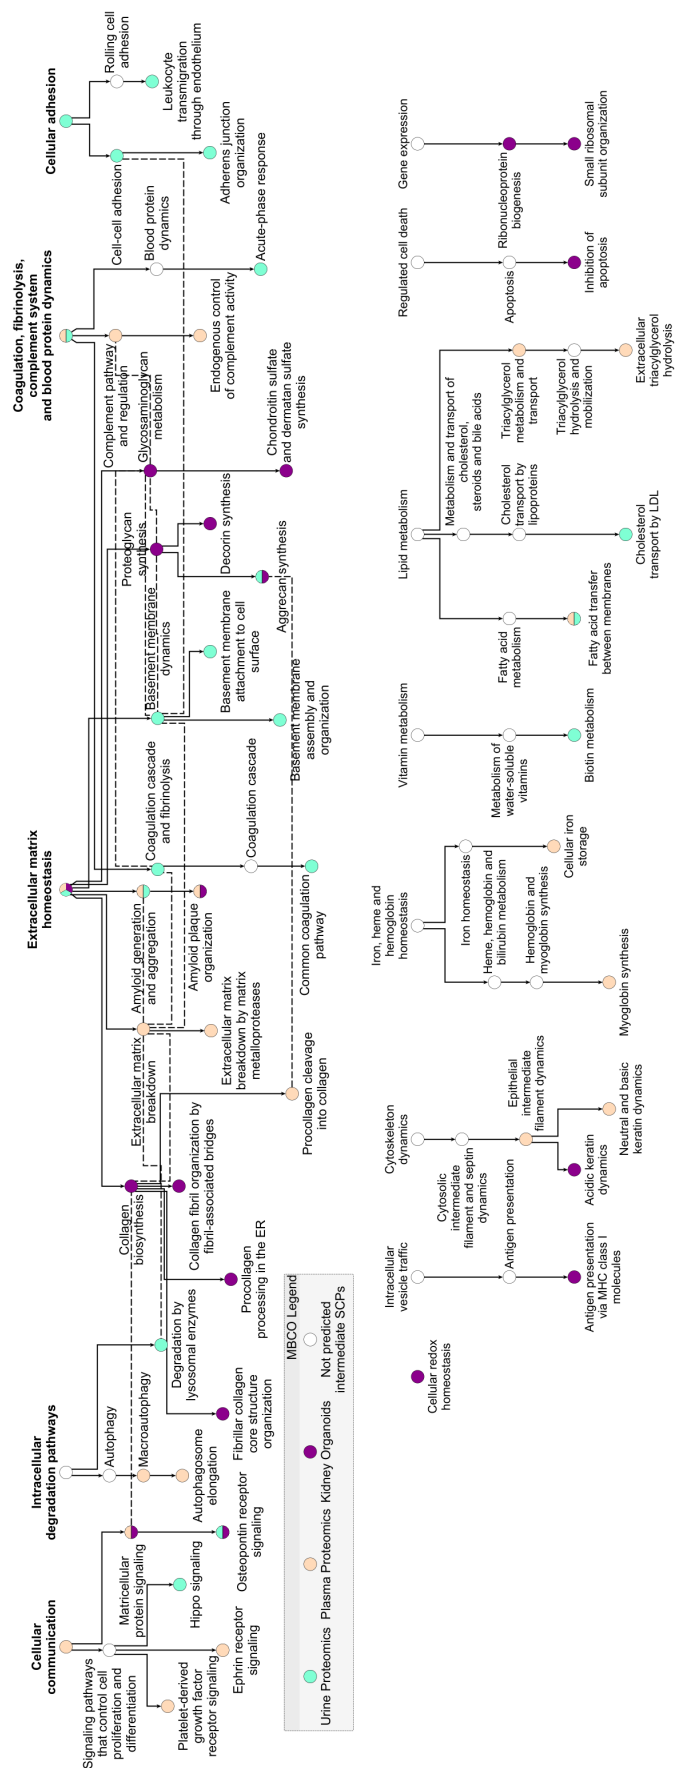 Cellular
communication
Signaling pathways
that control cell
proliferation and
differentiation
Platelet-derived
growth factor
receptor signaling
Ephrin receptor
signaling
Hippo signaling
Matricellular
protein signaling
Osteopontin receptor
signaling
Intracellular
degradation pathways
Autophagy
Macroautophagy
Autophagosome
elongation
Degradation by
lysosomal enzymes
Extracellular matrix
homeostasis
Collagen
biosynthesis
Fibrillar collagen
core structure
organization
Procollagen
processing in the ER
Collagen fibril organization by
fibril-associated bridges
Procollagen cleavage
into collagen
Extracellular matrix
breakdown
Extracellular matrix
breakdown by matrix
metalloproteases
Amyloid generation
and aggregation
Amyloid plaque
organization
Coagulation cascade
and fibrinolysis
Coagulation cascade
Common coagulation
pathway
Basement membrane
dynamics
Basement membrane
assembly and
organization
Basement membrane
attachment to cell
surface
Proteoglycan
synthesis
Aggrecan synthesis
Decorin synthesis
Glycosaminoglycan
metabolism
Chondroitin sulfate
and dermatan sulfate
synthesis
Coagulation, fibrinolysis,
complement system
and blood protein dynamics
Complement pathway
and regulation
Endogenous control
of complement activity
Blood protein
dynamics
Acute-phase response
Cellular adhesion
Cell-cell adhesion
Adherens junction
organization
Rolling cell
adhesion
Leukocyte
transmigration
through endothelium
MBCO Legend
Urine Proteomics
Plasma Proteomics
Kidney Organoids
Not predicted
intermediate SCPs
Cellular redox
homeostasis
Intracellular
vesicle traffic
Antigen presentation
Antigen presentation
via MHC class I
molecules
Cytoskeleton
dynamics
Cytosolic
intermediate
filament and septin
dynamics
Epithelial
intermediate
filament dynamics
Acidic keratin
dynamics
Neutral and basic
keratin dynamics
Iron, heme and
hemoglobin
homeostasis
Heme, hemoglobin and
bilirubin metabolism
Hemoglobin and
myoglobin synthesis
Myoglobin synthesis
Iron homeostasis
Cellular iron
storage
Vitamin metabolism
Metabolism of
water-soluble
vitamins
Biotin metabolism
Lipid metabolism
Fatty acid
metabolism
Fatty acid transfer
between membranes
Metabolism and transport of
cholesterol,
steroids and bile acids
Cholesterol
transport by
lipoproteins
Cholesterol
transport by LDL
Triacylglycerol
metabolism and
transport
Triacylglycerol
hydrolysis and
mobilization
Extracellular
triacylglycerol
hydrolysis
Regulated cell death
Apoptosis
Inhibition of
apoptosis
Gene expression
Ribonucleoprotein
biogenesis
Small ribosomal
subunit organization